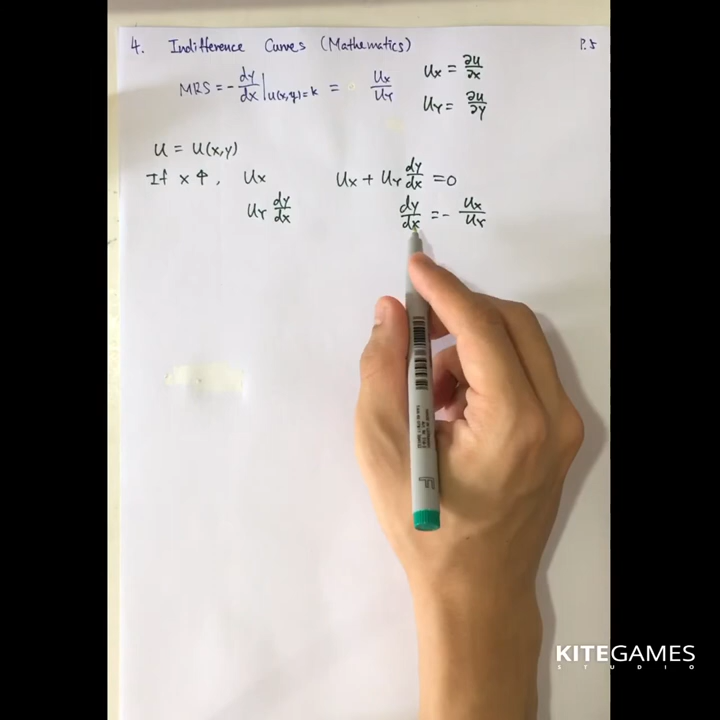 4. Indifference Curves (Mathematics) P.5
MRS = - dy/dx |u(x,y)=k = Ux/UY
Ux = ∂u/∂x
UY = ∂u/∂y
U = U(x,y)
If x ↑, Ux
UY dy/dx
Ux + UY dy/dx = 0
dy/dx = - Ux/UY
KITEGAMES
STUDIO